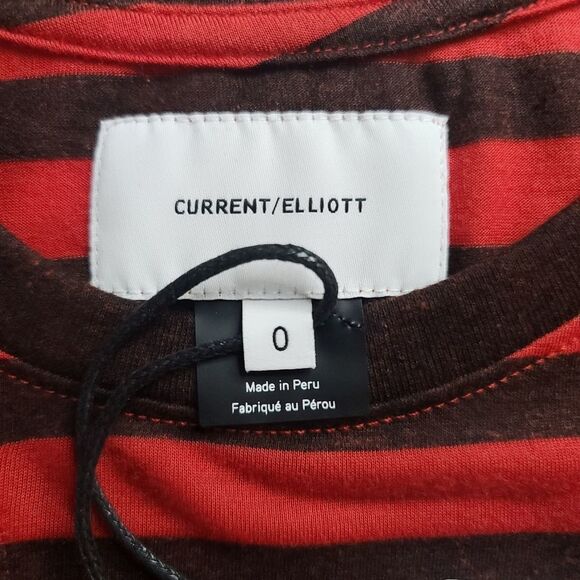 CURRENT/ELLIOTT
0
Made in Peru
Fabriqué au Pérou